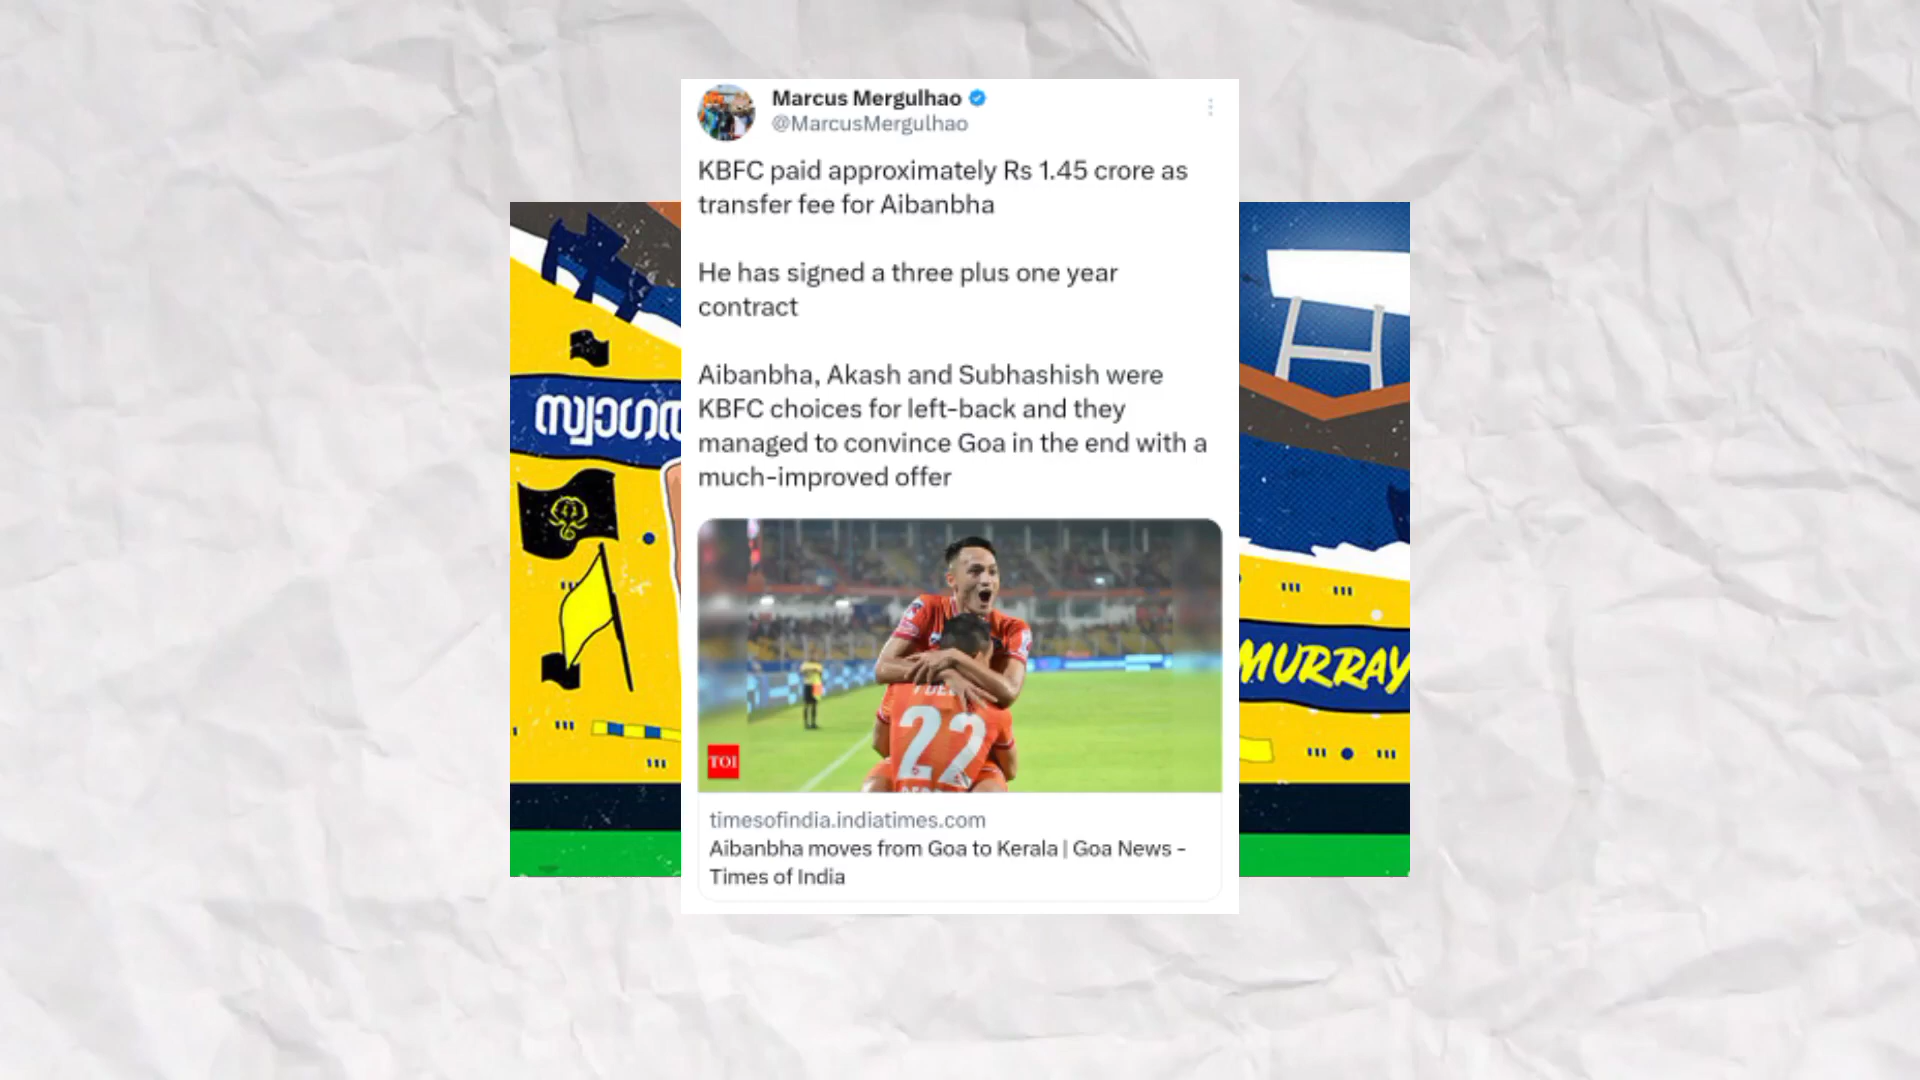 Marcus Mergulhao
@MarcusMergulhao
KBFC paid approximately Rs 1.45 crore as
transfer fee for Aibanbha
He has signed a three plus one year
contract
Aibanbha, Akash and Subhashish were
KBFC choices for left-back and they
managed to convince Goa in the end with a
much-improved offer
22
TOI
timesofindia.indiatimes.com
Aibanbha moves from Goa to Kerala | Goa News -
Times of India
MURRAY